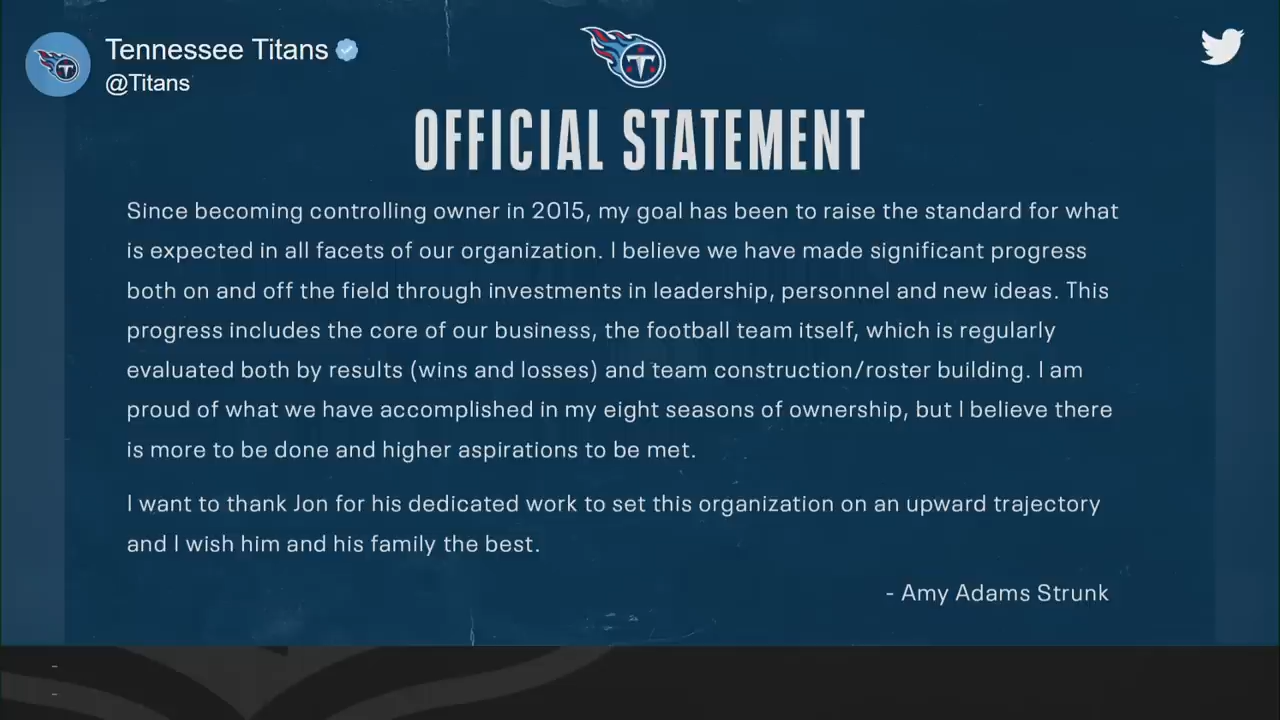 Tennessee Titans
@Titans
OFFICIAL STATEMENT
Since becoming controlling owner in 2015, my goal has been to raise the standard for what
is expected in all facets of our organization. I believe we have made significant progress
both on and off the field through investments in leadership, personnel and new ideas. This
progress includes the core of our business, the football team itself, which is regularly
evaluated both by results (wins and losses) and team construction/roster building. I am
proud of what we have accomplished in my eight seasons of ownership, but I believe there
is more to be done and higher aspirations to be met.
I want to thank Jon for his dedicated work to set this organization on an upward trajectory
and I wish him and his family the best.
- Amy Adams Strunk
-
-